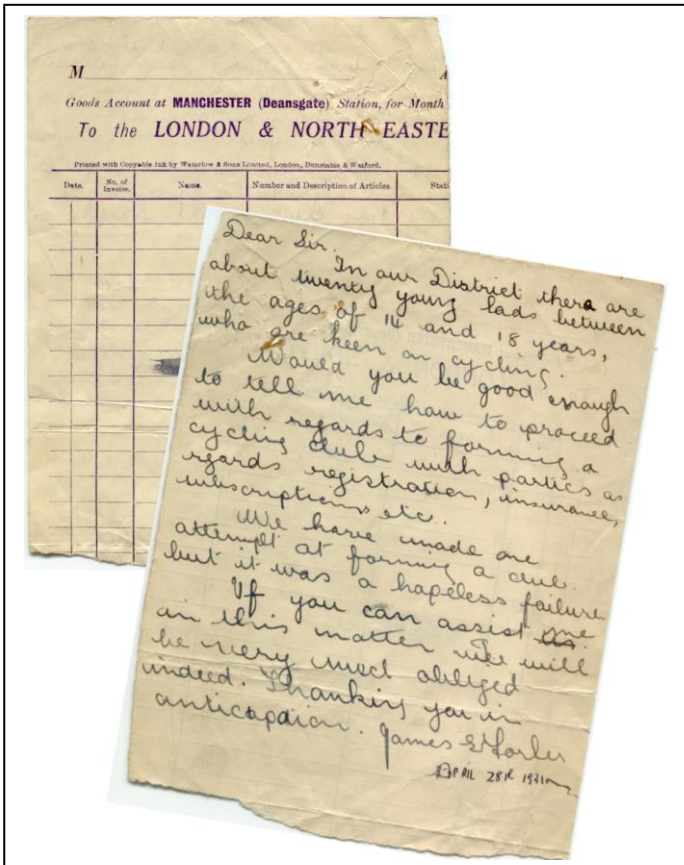 M
A
Goods Account at MANCHESTER (Deansgate) Station, for Month
To the LONDON & NORTH EASTE
Printed with Copyable Ink by Waterlow & Sons Limited, London, Dunstable & Watford.
Date. No. of Invoice. Name. Number and Description of Articles. Stati
Dear Sir.
In our District there are
about twenty young lads between
the ages of 14 and 18 years,
who are keen on cycling.
Would you be good enough
to tell me how to proceed
with regards to forming a
cycling club with partics as
regards registration, insurance,
subscriptions etc.
We have made one
attempt at forming a club
but it was a hopeless failure
If you can assist
in this matter we will
be very much obliged
indeed. Thanking you in
anticapation. James
APRIL 28th 1931